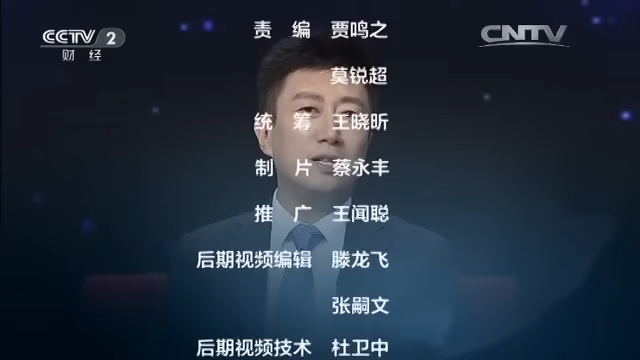 CCTV 2
财 经
CNTV
责 编 贾鸣之
莫锐超
统 筹 王晓昕
制 片 蔡永丰
推 广 王闻聪
后期视频编辑 滕龙飞
张嗣文
后期视频技术 杜卫中